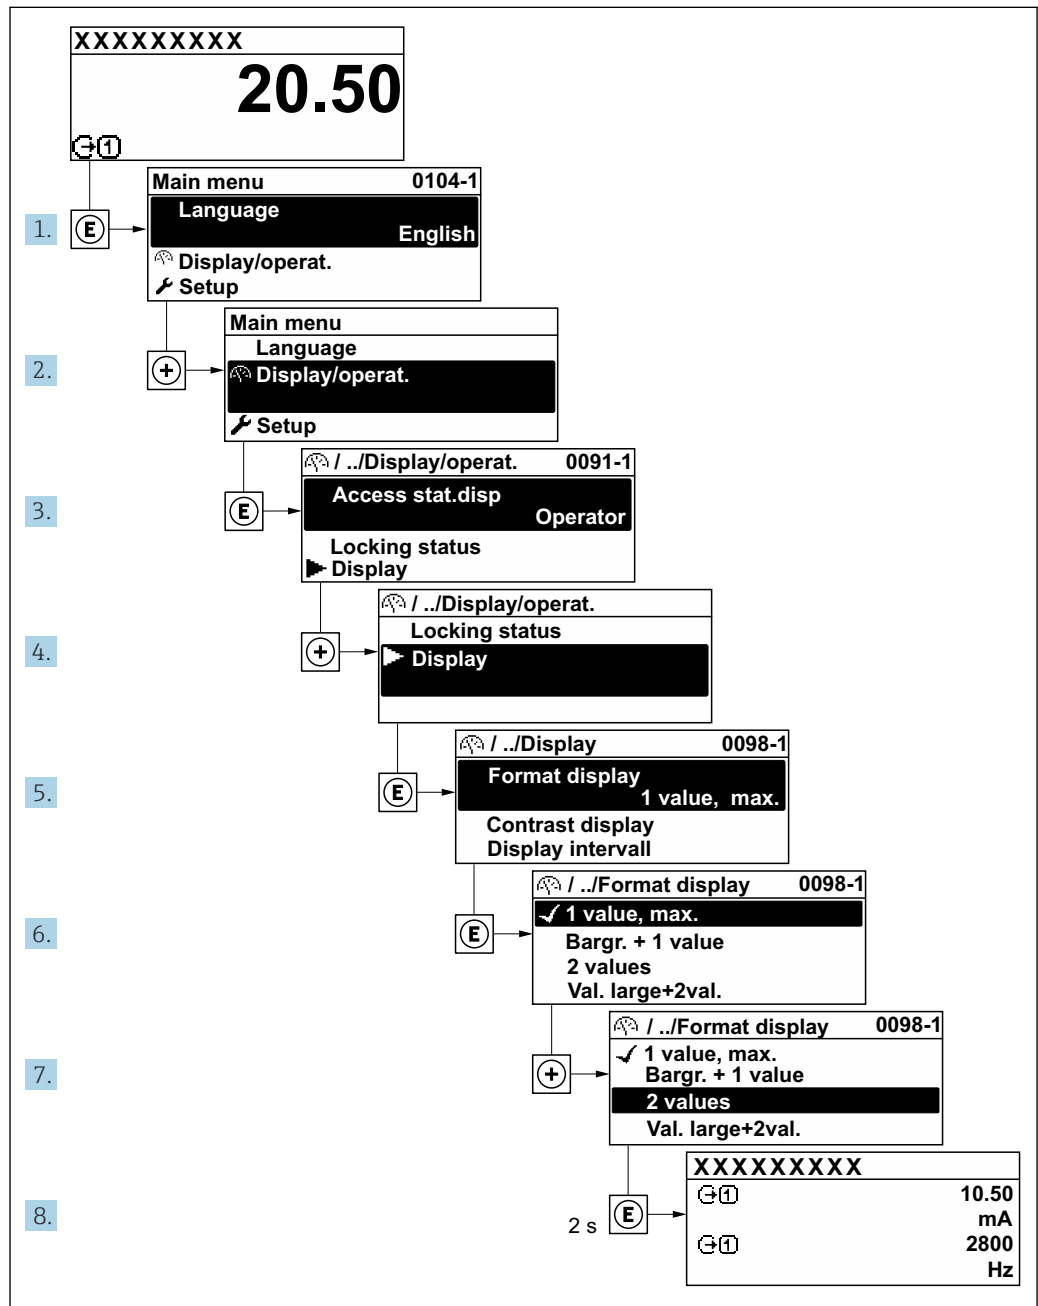 XXXXXXXXX
20.50
1
Main menu 0104-1
1. E Language
English
Display/operat.
Setup
Main menu
Language
2. + Display/operat.
Setup
/ ../Display/operat. 0091-1
3. E Access stat.disp
Operator
Locking status
Display
/ ../Display/operat.
Locking status
4. + Display
/ ../Display 0098-1
5. E Format display
1 value, max.
Contrast display
Display intervall
/ ../Format display 0098-1
1 value, max.
6. E Bargr. + 1 value
2 values
Val. large+2val.
/ ../Format display 0098-1
1 value, max.
7. + Bargr. + 1 value
2 values
Val. large+2val.
XXXXXXXXX
1 10.50
8. 2 s E mA
1 2800
Hz